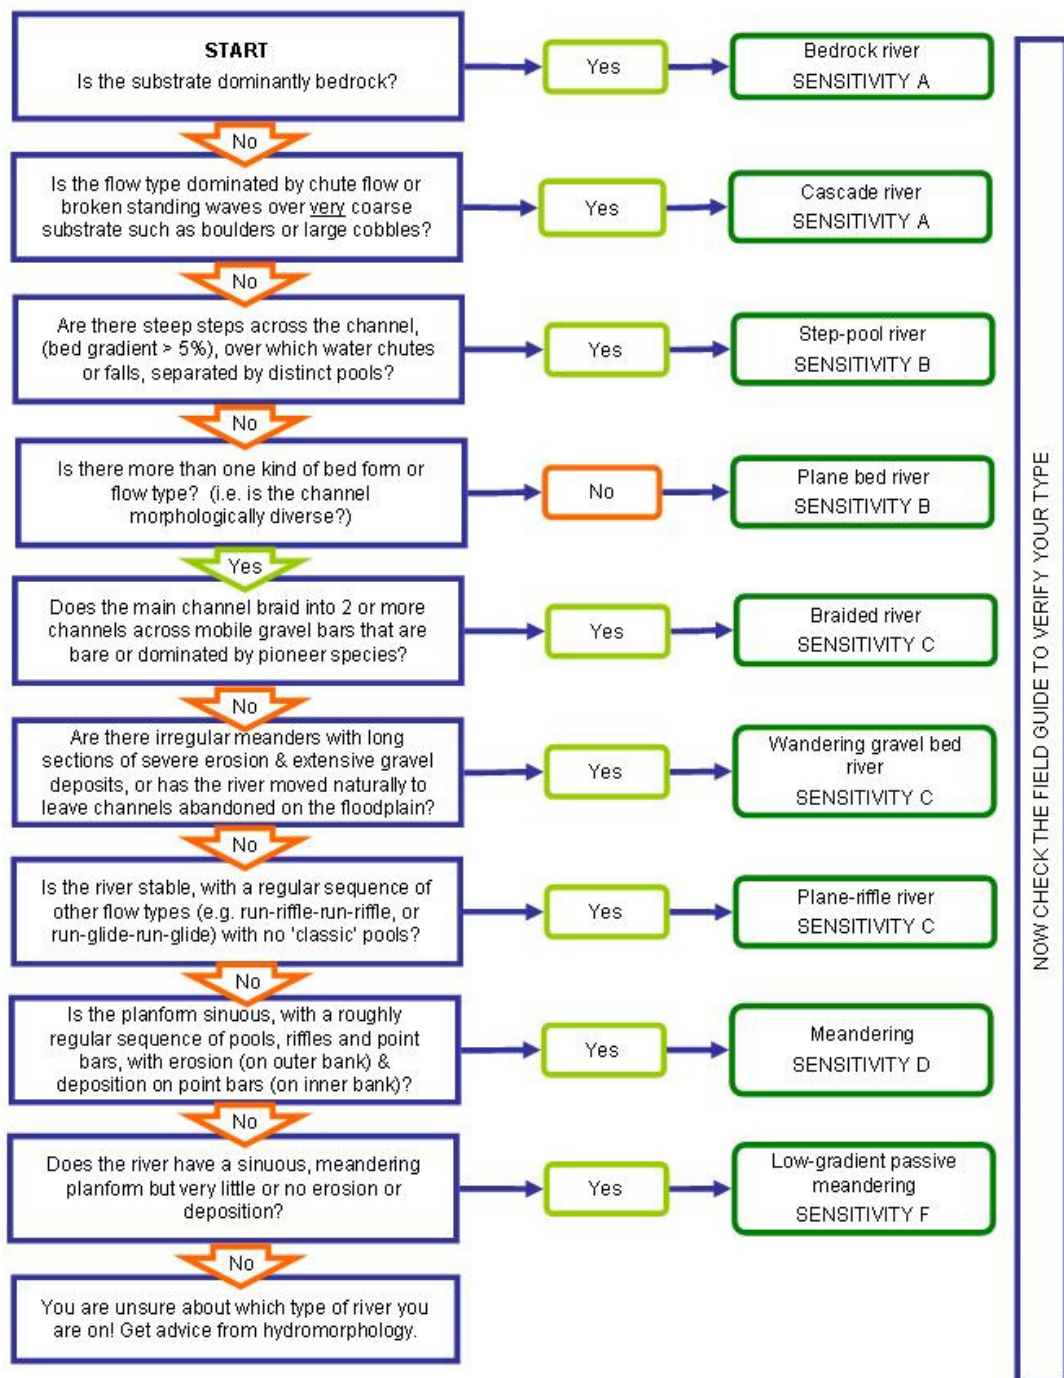 START
Is the substrate dominantly bedrock?
Yes
Bedrock river
SENSITIVITY A
No
Is the flow type dominated by chute flow or
broken standing waves over very coarse
substrate such as boulders or large cobbles?
Yes
Cascade river
SENSITIVITY A
No
Are there steep steps across the channel,
(bed gradient > 5%), over which water chutes
or falls, separated by distinct pools?
Yes
Step-pool river
SENSITIVITY B
No
Is there more than one kind of bed form or
flow type? (i.e. is the channel
morphologically diverse?)
No
Plane bed river
SENSITIVITY B
Yes
Does the main channel braid into 2 or more
channels across mobile gravel bars that are
bare or dominated by pioneer species?
Yes
Braided river
SENSITIVITY C
No
Are there irregular meanders with long
sections of severe erosion & extensive gravel
deposits, or has the river moved naturally to
leave channels abandoned on the floodplain?
Yes
Wandering gravel bed
river
SENSITIVITY C
No
Is the river stable, with a regular sequence of
other flow types (e.g. run-riffle-run-riffle, or
run-glide-run-glide) with no 'classic' pools?
Yes
Plane-riffle river
SENSITIVITY C
No
Is the planform sinuous, with a roughly
regular sequence of pools, riffles and point
bars, with erosion (on outer bank) &
deposition on point bars (on inner bank)?
Yes
Meandering
SENSITIVITY D
No
Does the river have a sinuous, meandering
planform but very little or no erosion or
deposition?
Yes
Low-gradient passive
meandering
SENSITIVITY F
No
You are unsure about which type of river you
are on! Get advice from hydromorphology.
NOW CHECK THE FIELD GUIDE TO VERIFY YOUR TYPE